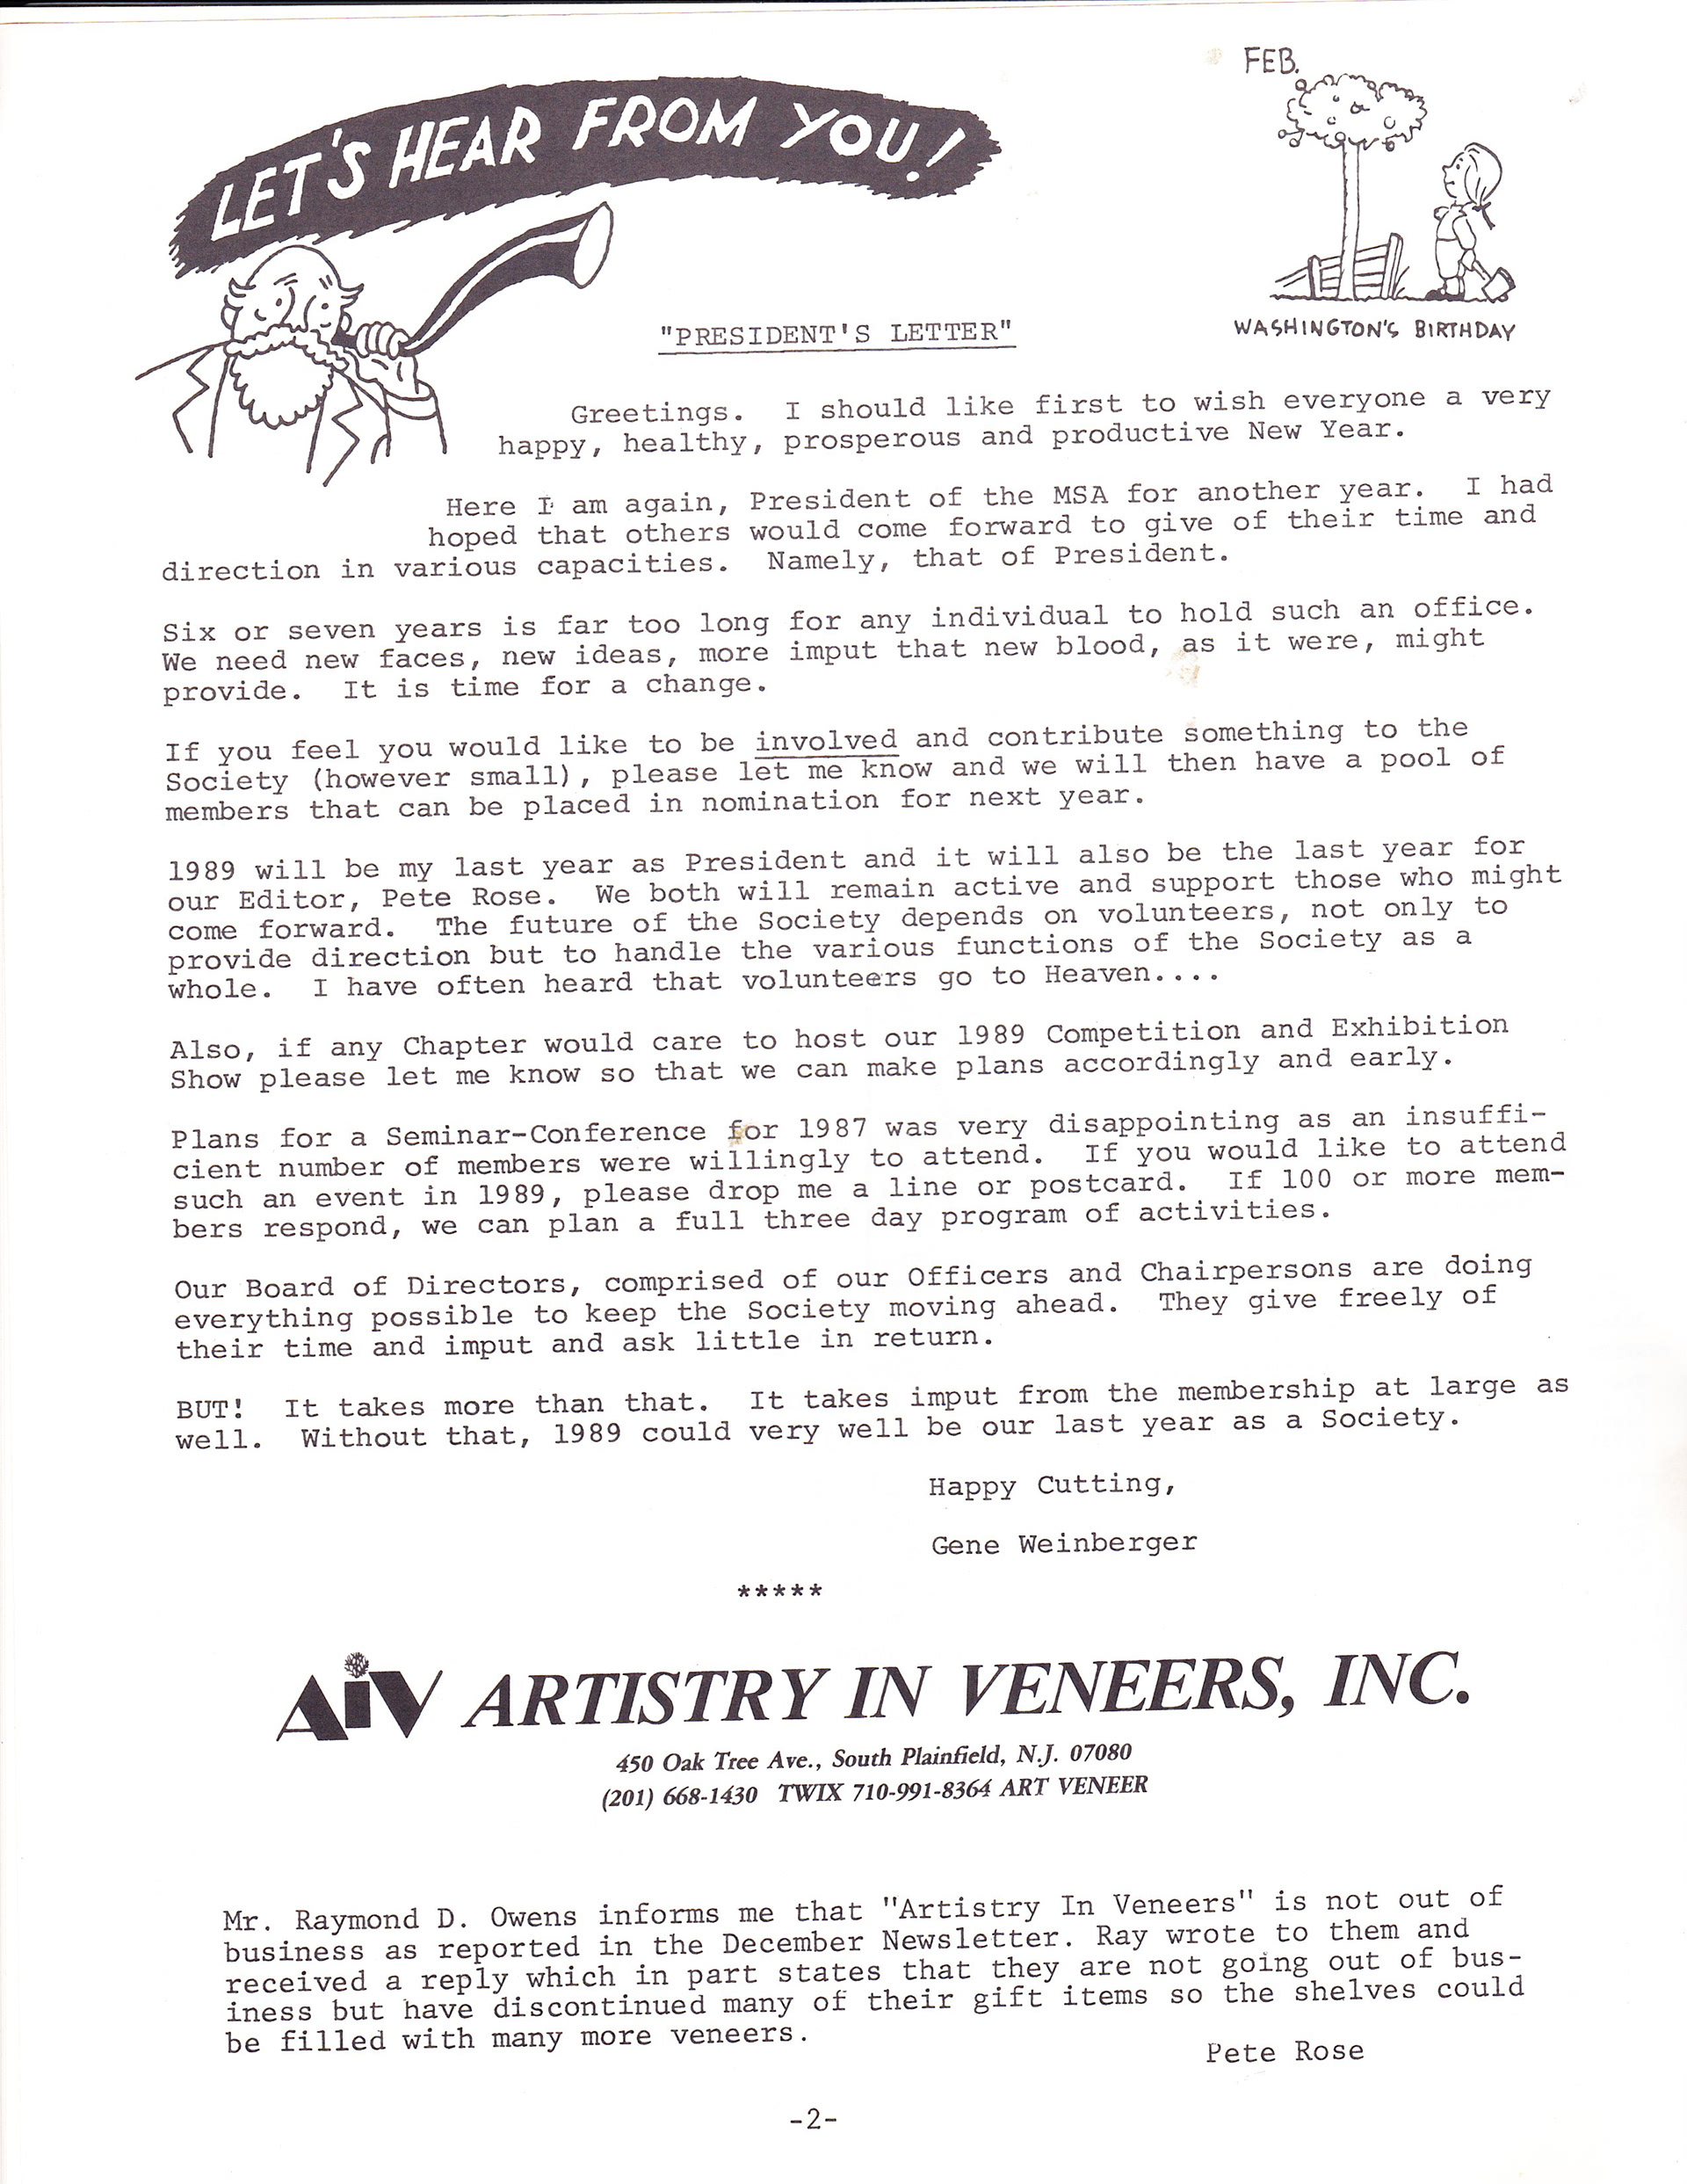 LET'S HEAR FROM YOU!
FEB.
WASHINGTON'S BIRTHDAY
"PRESIDENT'S LETTER"
Greetings.  I should like first to wish everyone a very
happy, healthy, prosperous and productive New Year.
Here I am again, President of the MSA for another year.  I had
hoped that others would come forward to give of their time and
direction in various capacities.  Namely, that of President.
Six or seven years is far too long for any individual to hold such an office.
We need new faces, new ideas, more imput that new blood, as it were, might
provide.  It is time for a change.
If you feel you would like to be involved and contribute something to the
Society (however small), please let me know and we will then have a pool of
members that can be placed in nomination for next year.
1989 will be my last year as President and it will also be the last year for
our Editor, Pete Rose.  We both will remain active and support those who might
come forward.  The future of the Society depends on volunteers, not only to
provide direction but to handle the various functions of the Society as a
whole.  I have often heard that volunteers go to Heaven....
Also, if any Chapter would care to host our 1989 Competition and Exhibition
Show please let me know so that we can make plans accordingly and early.
Plans for a Seminar-Conference for 1987 was very disappointing as an insuffi-
cient number of members were willingly to attend.  If you would like to attend
such an event in 1989, please drop me a line or postcard.  If 100 or more mem-
bers respond, we can plan a full three day program of activities.
Our Board of Directors, comprised of our Officers and Chairpersons are doing
everything possible to keep the Society moving ahead.  They give freely of
their time and imput and ask little in return.
BUT!  It takes more than that.  It takes imput from the membership at large as
well.  Without that, 1989 could very well be our last year as a Society.
Happy Cutting,
Gene Weinberger
*****
AiV ARTISTRY IN VENEERS, INC.
450 Oak Tree Ave., South Plainfield, N.J. 07080
(201) 668-1430  TWIX 710-991-8364 ART VENEER
Mr. Raymond D. Owens informs me that "Artistry In Veneers" is not out of
business as reported in the December Newsletter. Ray wrote to them and
received a reply which in part states that they are not going out of bus-
iness but have discontinued many of their gift items so the shelves could
be filled with many more veneers.
Pete Rose
-2-